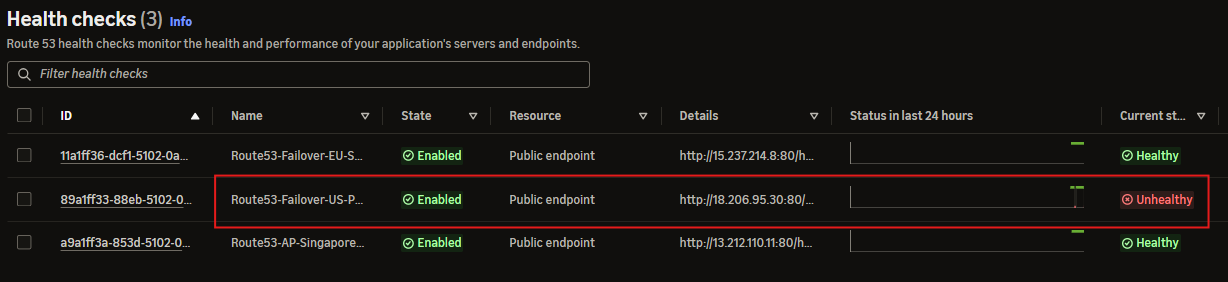 Health checks (3) Info
Route 53 health checks monitor the health and performance of your application's servers and endpoints.
Filter health checks
ID Name State Resource Details Status in last 24 hours Current st...
11a1ff36-dcf1-5102-0a... Route53-Failover-EU-S... Enabled Public endpoint http://15.237.214.8:80/h... Healthy
89a1ff33-88eb-5102-0... Route53-Failover-US-P... Enabled Public endpoint http://18.206.95.30:80/... Unhealthy
a9a1ff3a-853d-5102-0... Route53-AP-Singapore... Enabled Public endpoint http://13.212.110.11:80/h... Healthy